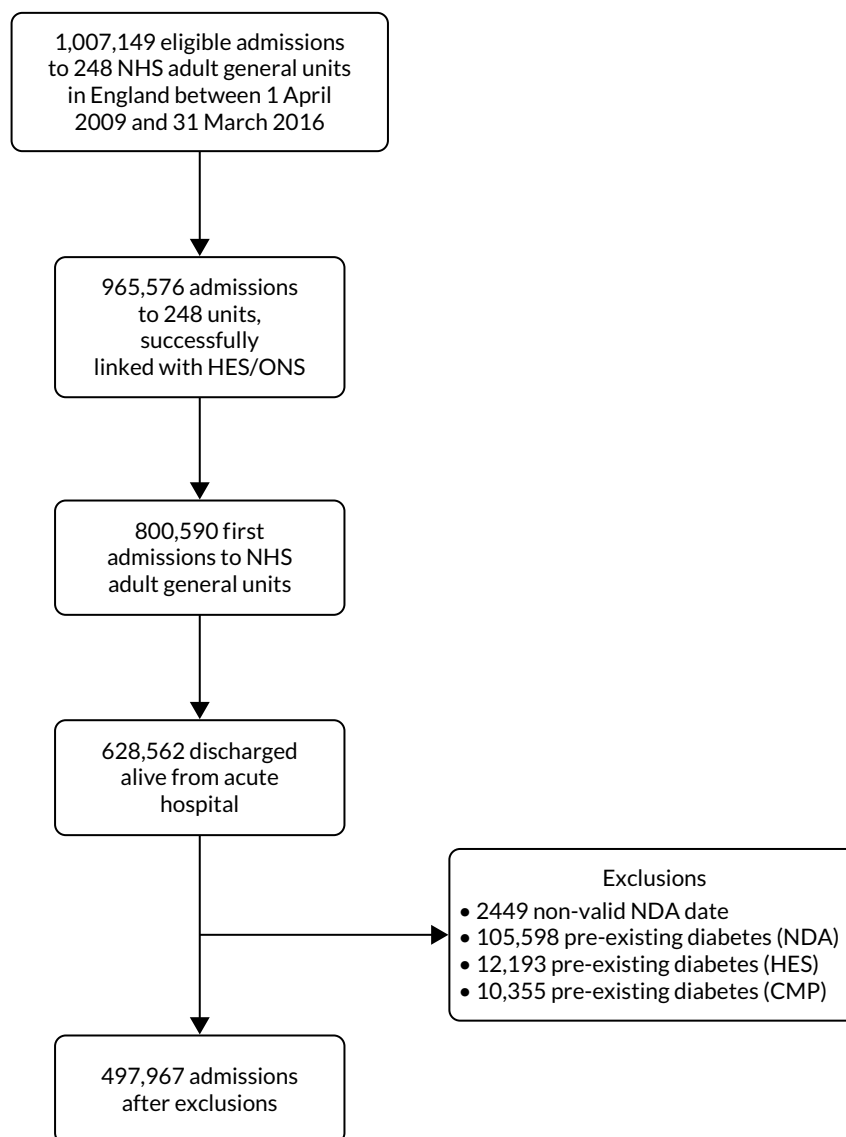 1,007,149 eligible admissions
to 248 NHS adult general units
in England between 1 April
2009 and 31 March 2016
965,576 admissions
to 248 units,
successfully
linked with HES/ONS
800,590 first
admissions to NHS
adult general units
628,562 discharged
alive from acute
hospital
Exclusions
• 2449 non-valid NDA date
• 105,598 pre-existing diabetes (NDA)
• 12,193 pre-existing diabetes (HES)
• 10,355 pre-existing diabetes (CMP)
497,967 admissions
after exclusions